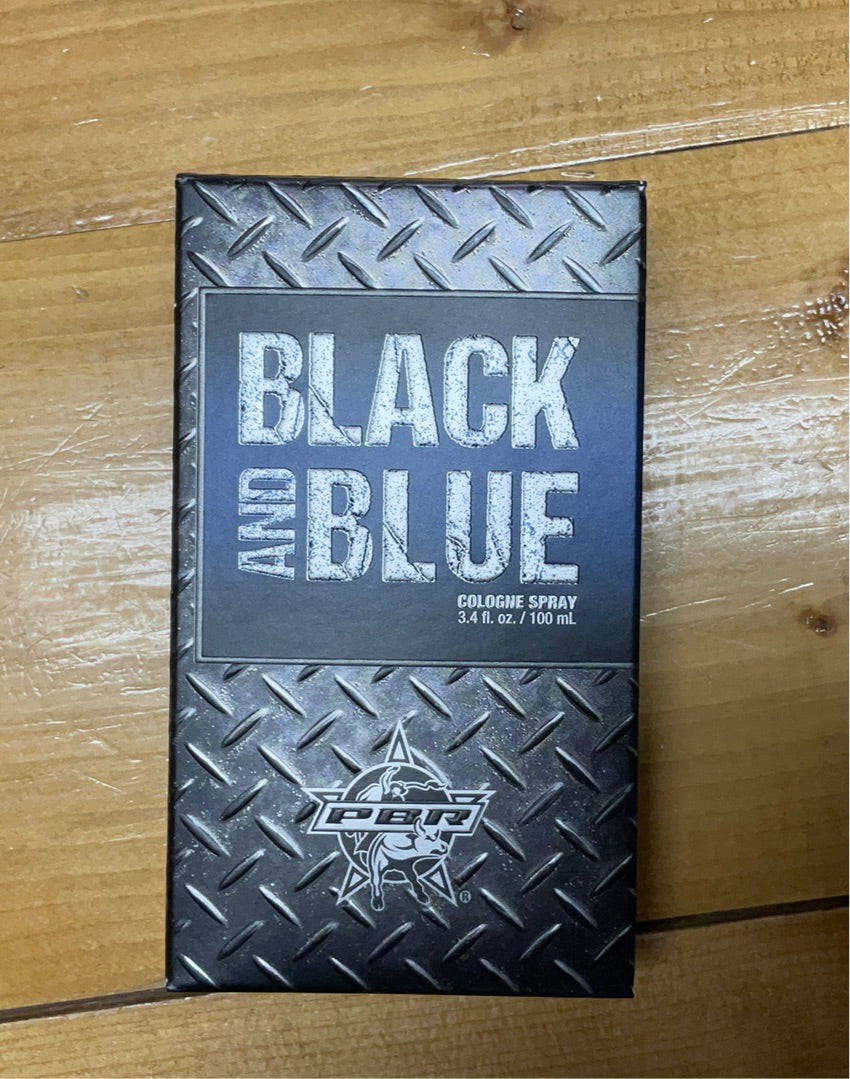 BLACK
AND BLUE
COLOGNE SPRAY
3.4 fl. oz. / 100 mL
PBR
®